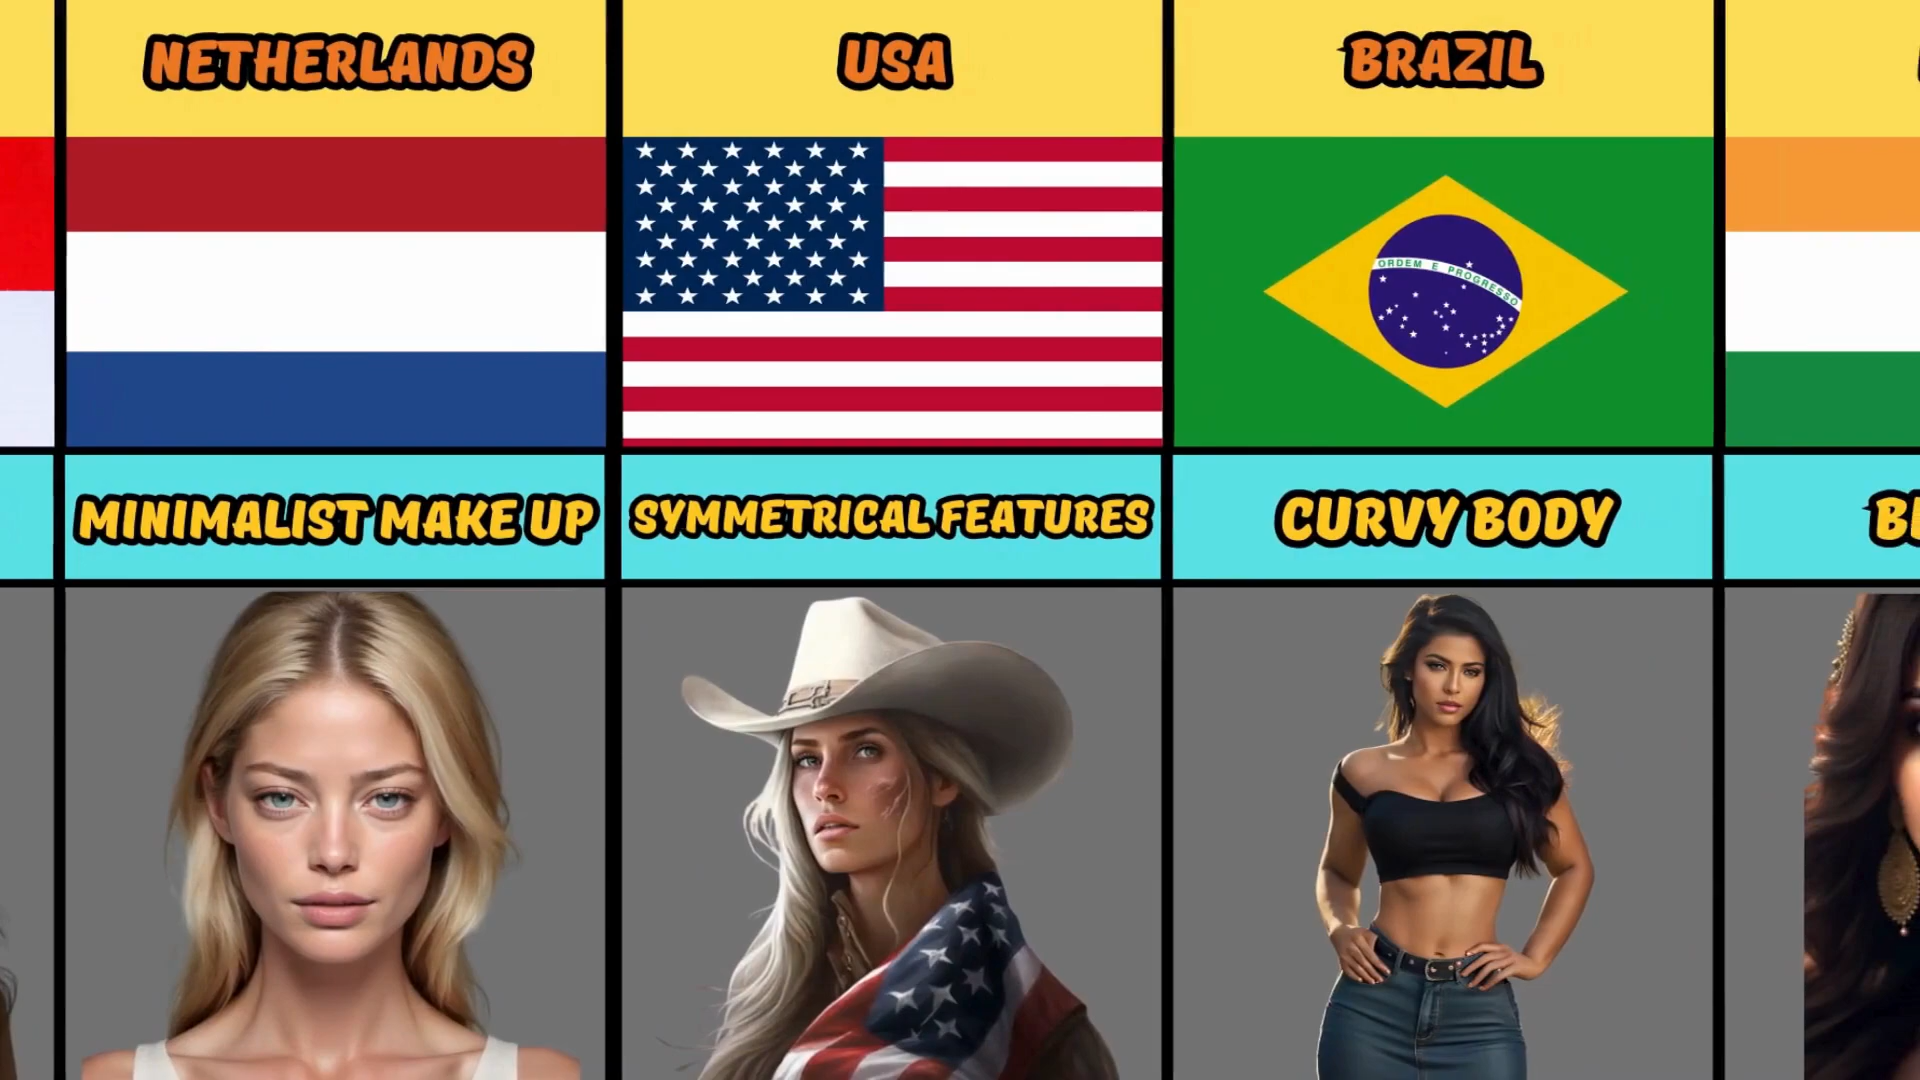 NETHERLANDS
USA
BRAZIL
ORDEM E PROGRESSO
MINIMALIST MAKE UP
SYMMETRICAL FEATURES
CURVY BODY